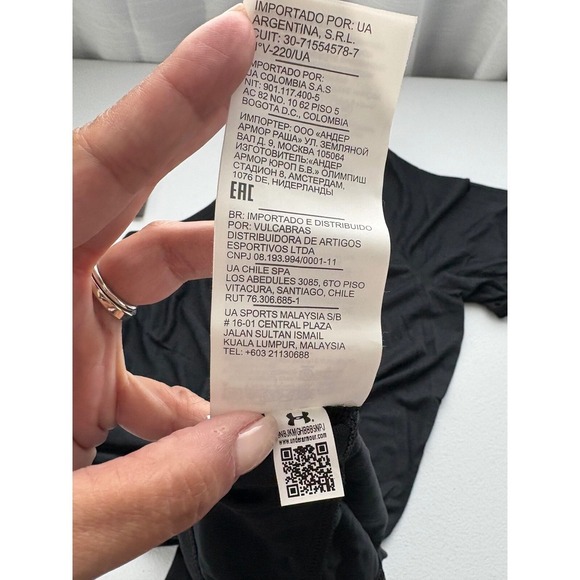 IMPORTADO POR: UA
ARGENTINA, S.R.L.
CUIT: 30-71554578-7
N°V-220/UA
IMPORTADO POR:
UA COLOMBIA S.A.S
NIT: 901.117.400-5
AC 82 NO. 10 62 PISO 5
BOGOTA D.C., COLOMBIA
ИМПОРТЕР: ООО «АНДЕР
АРМОР РАША» УЛ. ЗЕМЛЯНОЙ
ВАЛ Д. 9, МОСКВА 105064
ИЗГОТОВИТЕЛЬ:«АНДЕР
АРМОР ЮРОП Б.В.» ОЛИМПИШ
СТАДИОН 8, АМСТЕРДАМ,
1076 DE, НИДЕРЛАНДЫ
EAC
BR: IMPORTADO E DISTRIBUIDO
POR: VULCABRAS
DISTRIBUIDORA DE ARTIGOS
ESPORTIVOS LTDA
CNPJ 08.193.994/0001-11
UA CHILE SPA
LOS ABEDULES 3085, 6TO PISO
VITACURA, SANTIAGO, CHILE
RUT 76.306.685-1
UA SPORTS MALAYSIA S/B
# 16-01 CENTRAL PLAZA
JALAN SULTAN ISMAIL
KUALA LUMPUR, MALAYSIA
TEL: +603 21130688
www.underarmour.com